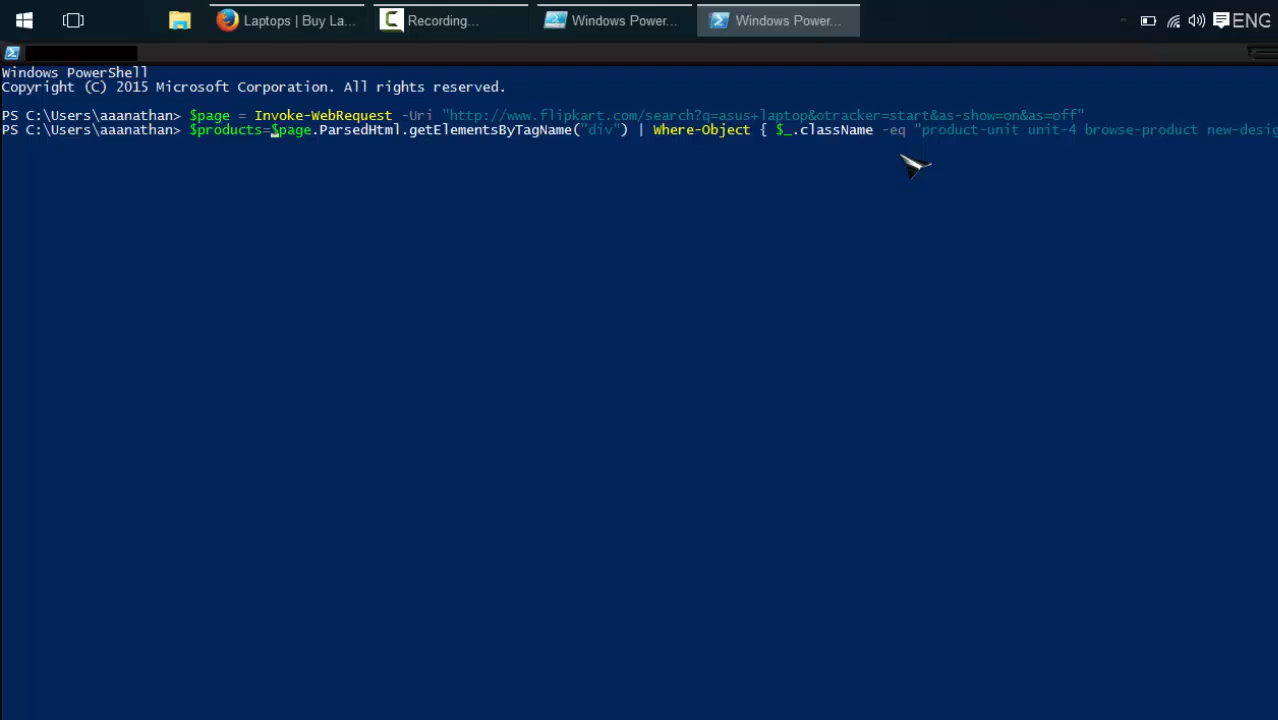 Laptops | Buy La...
Recording...
Windows Power...
Windows Power...
ENG
Windows PowerShell
Copyright (C) 2015 Microsoft Corporation. All rights reserved.
PS C:\Users\aaanathan> $page = Invoke-WebRequest -Uri "http://www.flipkart.com/search?q=asus+laptop&otracker=start&as-show=on&as=off"
PS C:\Users\aaanathan> $products=$page.ParsedHtml.getElementsByTagName("div") | Where-Object { $_.className -eq "product-unit unit-4 browse-product new-desig